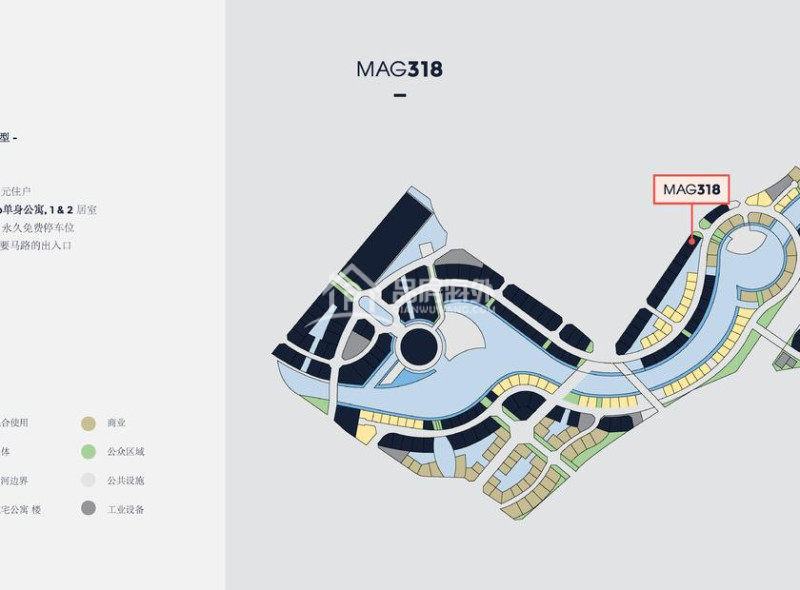 MAG318
型 -
元住户
单身公寓, 1 & 2 居室
永久免费停车位
要马路的出入口
MAG318
合使用
商业
体
公众区域
河边界
公共设施
宅公寓 楼
工业设备